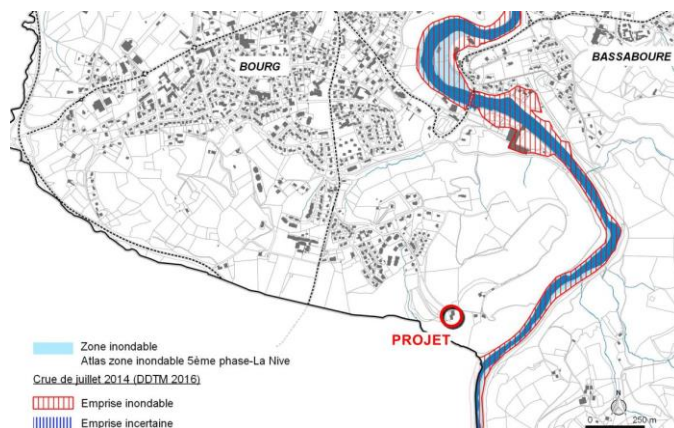 BOURG
BASSABOURE
PROJET
Zone inondable
Atlas zone inondable 5ème phase-La Nive
Crue de juillet 2014 (DDTM 2016)
Emprise inondable
Emprise incertaine
N
0 250 m